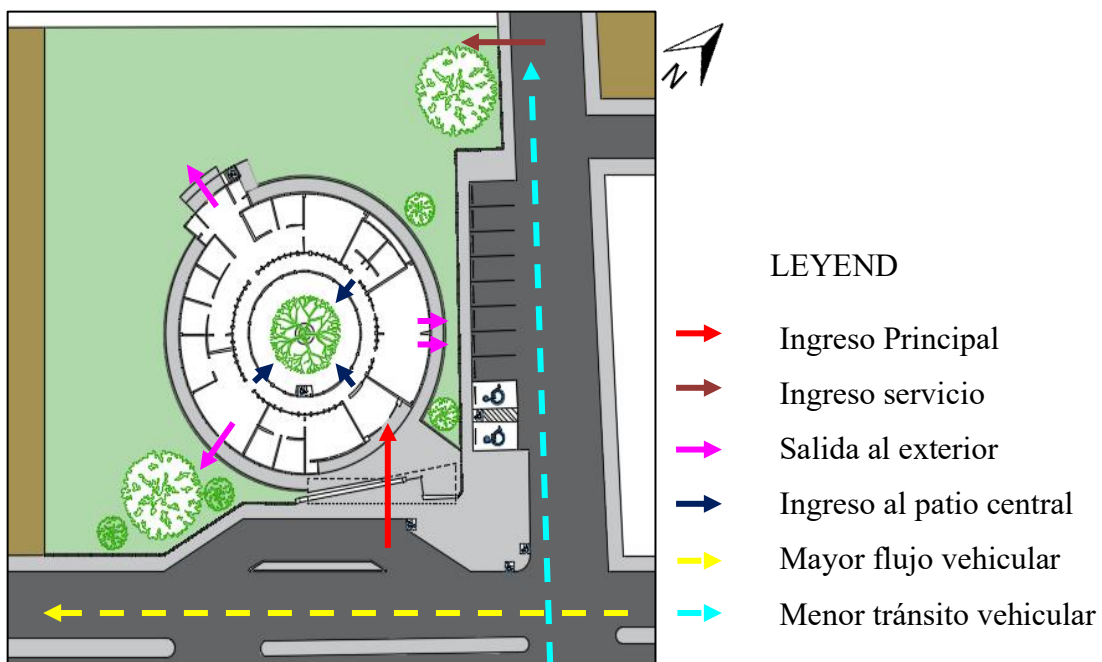 N
LEYEND
Ingreso Principal
Ingreso servicio
Salida al exterior
Ingreso al patio central
Mayor flujo vehicular
Menor tránsito vehicular